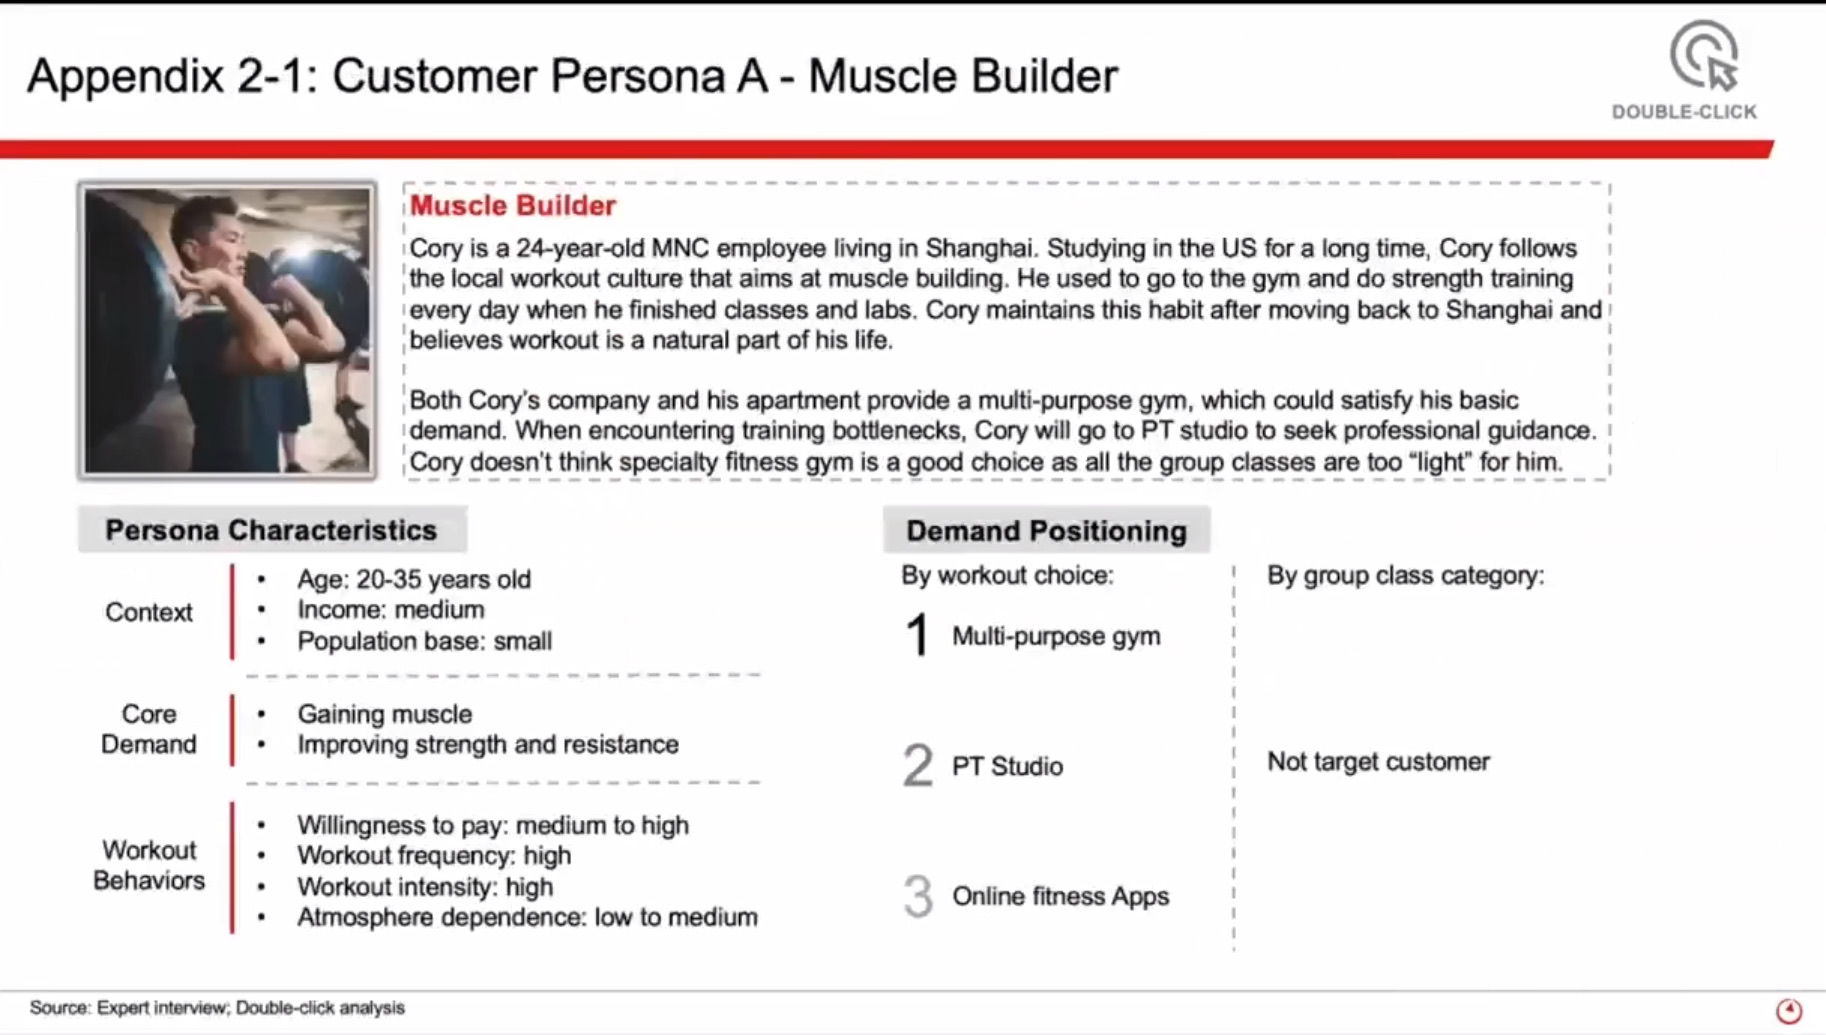 Appendix 2-1: Customer Persona A - Muscle Builder
DOUBLE-CLICK
Muscle Builder
Cory is a 24-year-old MNC employee living in Shanghai. Studying in the US for a long time, Cory follows
the local workout culture that aims at muscle building. He used to go to the gym and do strength training
every day when he finished classes and labs. Cory maintains this habit after moving back to Shanghai and
believes workout is a natural part of his life.
Both Cory's company and his apartment provide a multi-purpose gym, which could satisfy his basic
demand. When encountering training bottlenecks, Cory will go to PT studio to seek professional guidance.
Cory doesn't think specialty fitness gym is a good choice as all the group classes are too “light” for him.
Persona Characteristics
Context
• Age: 20-35 years old
• Income: medium
• Population base: small
Core
Demand
• Gaining muscle
• Improving strength and resistance
Workout
Behaviors
• Willingness to pay: medium to high
• Workout frequency: high
• Workout intensity: high
• Atmosphere dependence: low to medium
Demand Positioning
By workout choice:
1 Multi-purpose gym
2 PT Studio
3 Online fitness Apps
By group class category:
Not target customer
Source: Expert interview; Double-click analysis